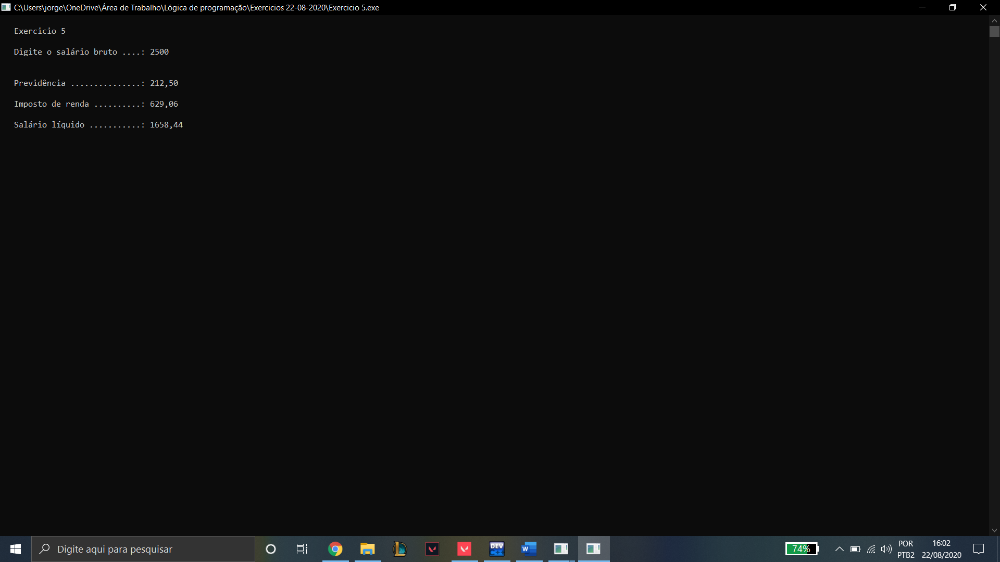 C:\Users\jorge\OneDrive\Área de Trabalho\Lógica de programação\Exercicios 22-08-2020\Exercicio 5.exe
Exercicio 5
Digite o salário bruto ....: 2500
Previdência ...............: 212,50
Imposto de renda ..........: 629,06
Salário líquido ...........: 1658,44
Digite aqui para pesquisar
DEV
C++
W
74%
POR
PTB2
16:02
22/08/2020